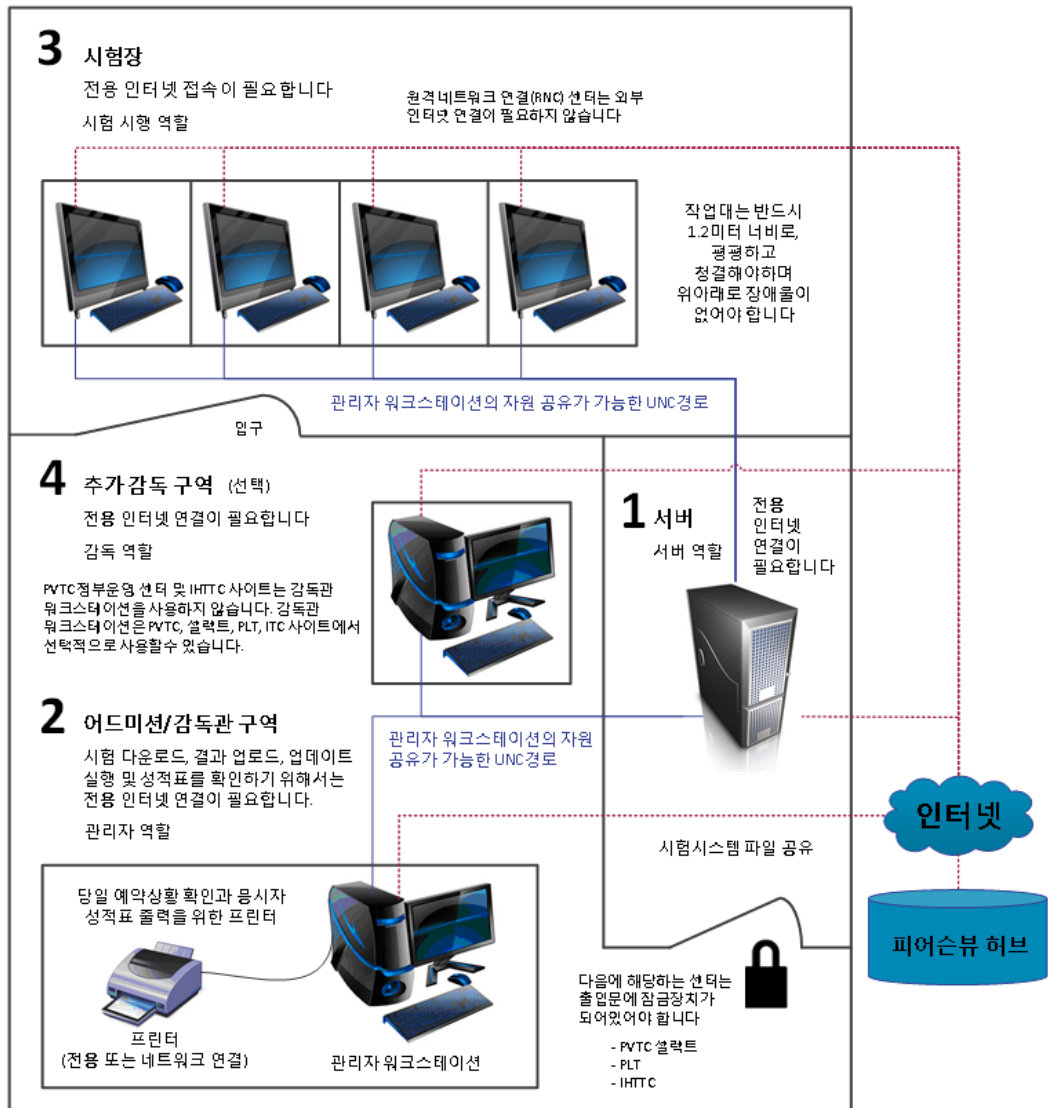 3 시험장
전용 인터넷 접속이 필요합니다
시험 시행 역할
원격 네트워크 연결(RNC) 센터는 외부
인터넷 연결이 필요하지 않습니다
작업대는 반드시
1.2미터 너비로,
평평하고
청결해야하며
위아래로 장애물이
없어야 합니다
관리자 워크스테이션의 자원 공유가 가능한 UNC경로
입구
4 추가 감독 구역 (선택)
전용 인터넷 연결이 필요합니다
감독 역할
PVTC 정부운영 센터 및 IHTTC 사이트는 감독관
워크스테이션을 사용하지 않습니다. 감독관
워크스테이션은 PVTC, 셀랙트, PLT, ITC 사이트에서
선택적으로 사용할수 있습니다.
1 서버
서버 역할
전용
인터넷
연결이
필요합니다
2 어드미션/감독관 구역
시험 다운로드, 결과 업로드, 업데이트
실행 및 성적표를 확인하기 위해서는
전용 인터넷 연결이 필요합니다.
관리자 역할
관리자 워크스테이션의 자원
공유가 가능한 UNC경로
당일 예약상황 확인과 응시자
성적표 출력을 위한 프린터
프린터
(전용 또는 네트워크 연결)
관리자 워크스테이션
시험시스템 파일 공유
다음에 해당하는 센터는
출입문에 잠금장치가
되어있어야 합니다
- PVTC 셀랙트
- PLT
- IHTTC
인터넷
피어슨뷰 허브